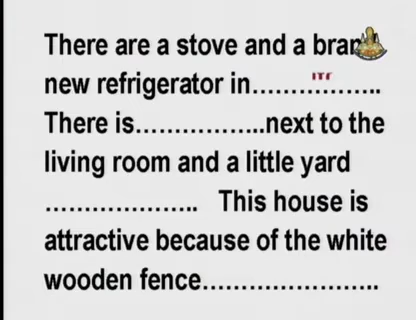 There are a stove and a brand
new refrigerator in.................
There is.................next to the
living room and a little yard
.................... This house is
attractive because of the white
wooden fence.......................